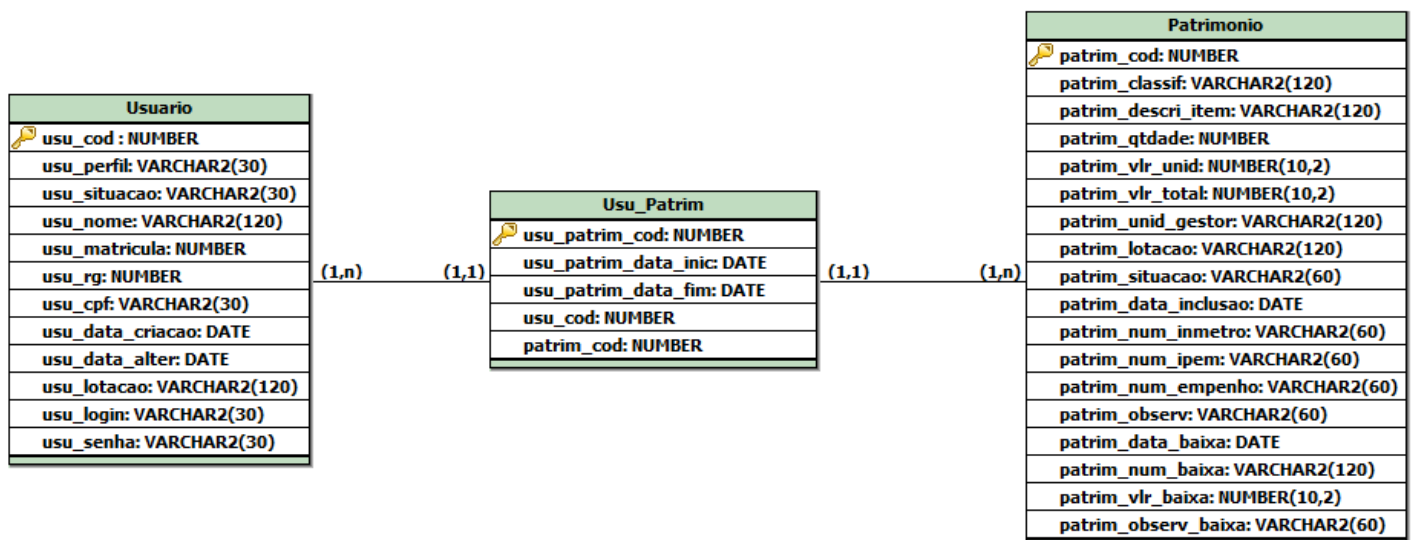 Usuario
usu_cod : NUMBER
usu_perfil: VARCHAR2(30)
usu_situacao: VARCHAR2(30)
usu_nome: VARCHAR2(120)
usu_matricula: NUMBER
usu_rg: NUMBER
usu_cpf: VARCHAR2(30)
usu_data_criacao: DATE
usu_data_alter: DATE
usu_lotacao: VARCHAR2(120)
usu_login: VARCHAR2(30)
usu_senha: VARCHAR2(30)
(1,n)
(1,1)
Usu_Patrim
usu_patrim_cod: NUMBER
usu_patrim_data_inic: DATE
usu_patrim_data_fim: DATE
usu_cod: NUMBER
patrim_cod: NUMBER
(1,1)
(1,n)
Patrimonio
patrim_cod: NUMBER
patrim_classif: VARCHAR2(120)
patrim_descri_item: VARCHAR2(120)
patrim_qtdade: NUMBER
patrim_vlr_unid: NUMBER(10,2)
patrim_vlr_total: NUMBER(10,2)
patrim_unid_gestor: VARCHAR2(120)
patrim_lotacao: VARCHAR2(120)
patrim_situacao: VARCHAR2(60)
patrim_data_inclusao: DATE
patrim_num_inmetro: VARCHAR2(60)
patrim_num_ipem: VARCHAR2(60)
patrim_num_empenho: VARCHAR2(60)
patrim_observ: VARCHAR2(60)
patrim_data_baixa: DATE
patrim_num_baixa: VARCHAR2(120)
patrim_vlr_baixa: NUMBER(10,2)
patrim_observ_baixa: VARCHAR2(60)